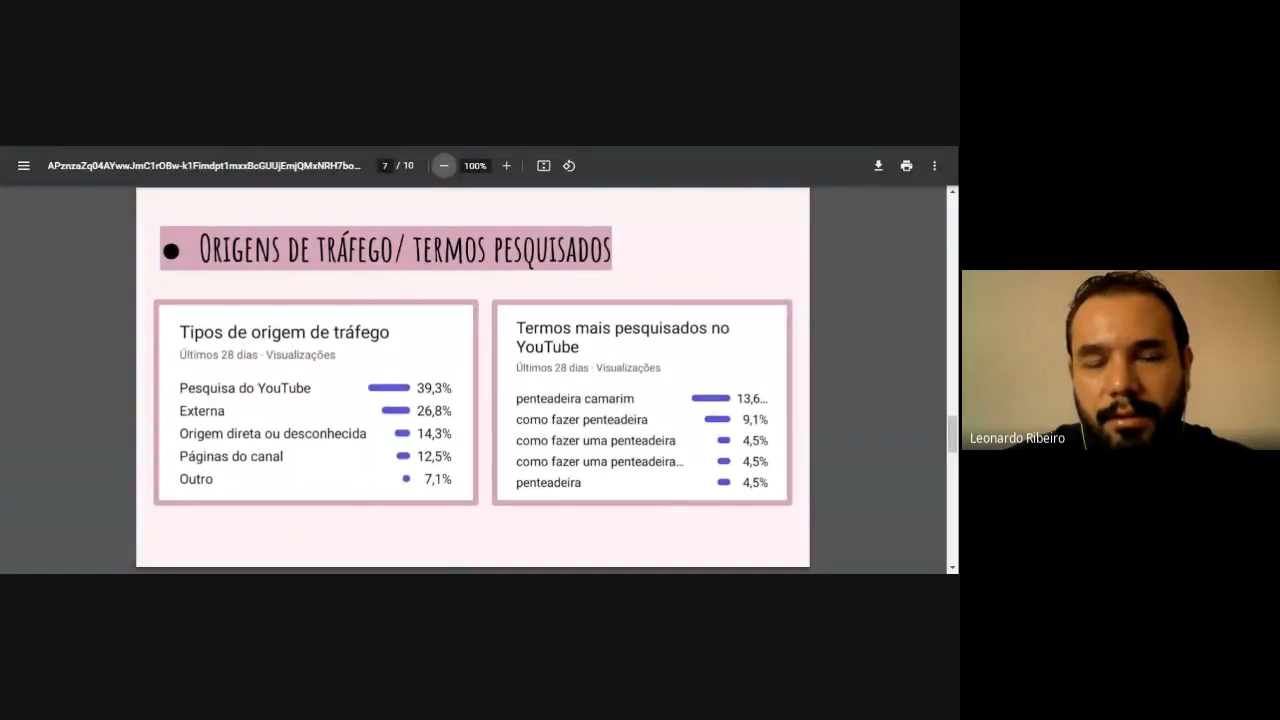 7 / 10
100%
● Origens de tráfego/ termos pesquisados
Tipos de origem de tráfego
Últimos 28 dias · Visualizações
Pesquisa do YouTube 39,3%
Externa 26,8%
Origem direta ou desconhecida 14,3%
Páginas do canal 12,5%
Outro 7,1%
Termos mais pesquisados no
YouTube
Últimos 28 dias · Visualizações
penteadeira camarim 13,6...
como fazer penteadeira 9,1%
como fazer uma penteadeira 4,5%
como fazer uma penteadeira... 4,5%
penteadeira 4,5%
Leonardo Ribeiro